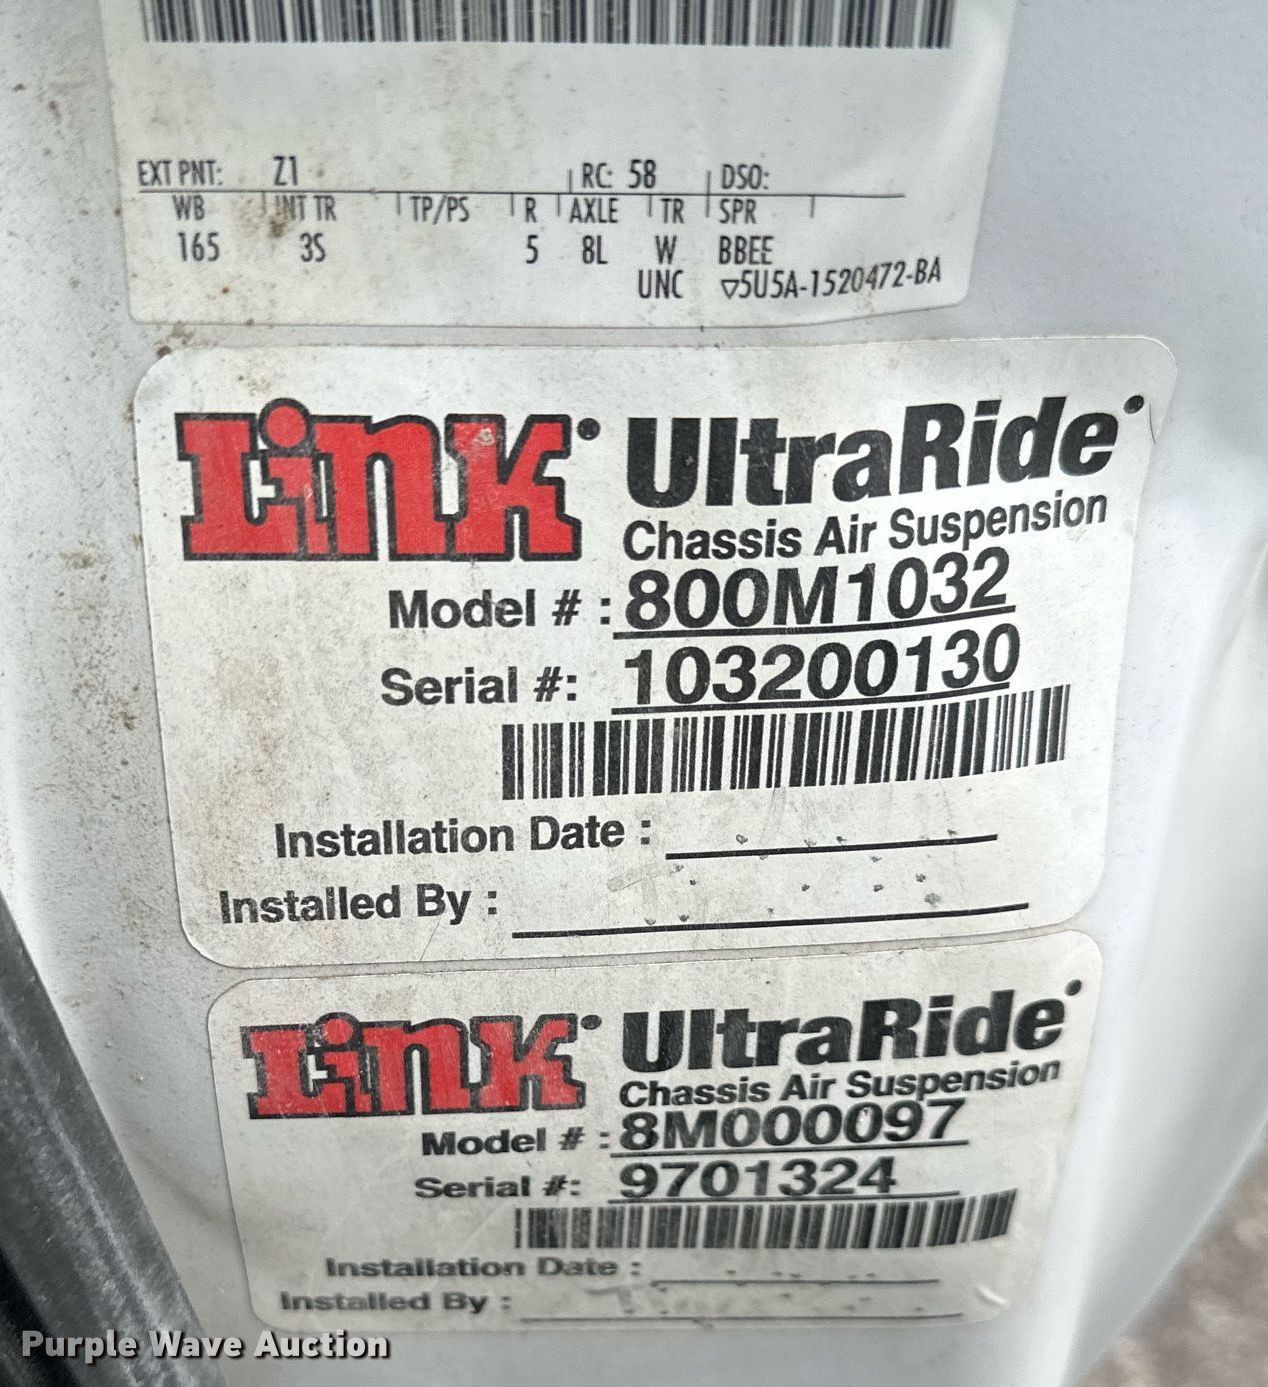 EXT PNT: Z1 RC: 58 DSO:
WB INT TR TP/PS R AXLE TR SPR
165 3S 5 8L W BBEE
UNC ▽5U5A-1520472-BA
Link UltraRide
Chassis Air Suspension
Model # : 800M1032
Serial #: 103200130
Installation Date :
Installed By :
Link UltraRide
Chassis Air Suspension
Model # : 8M000097
Serial #: 9701324
Installation Date :
Installed By :
Purple Wave Auction